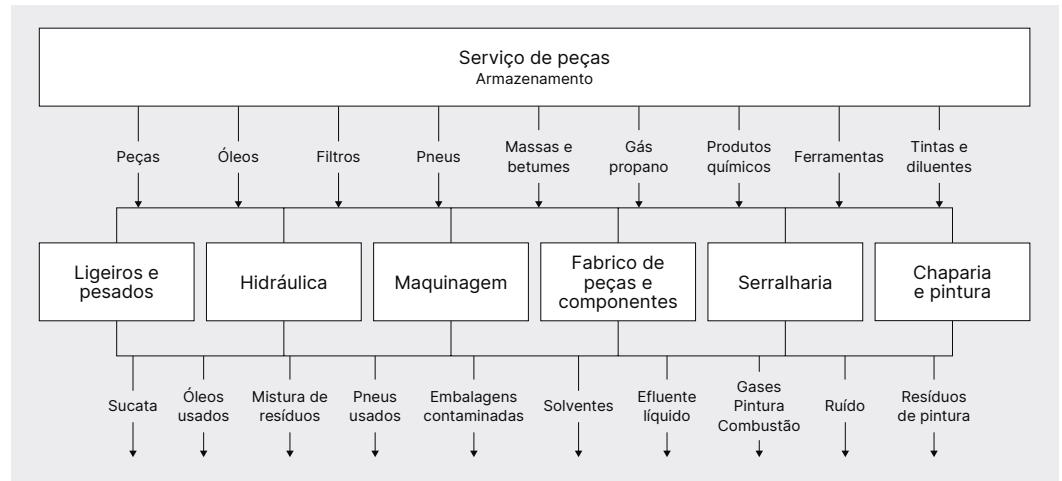 Serviço de peças
Armazenamento
Peças
Óleos
Filtros
Pneus
Massas e
betumes
Gás
propano
Produtos
químicos
Ferramentas
Tintas e
diluentes
Ligeiros e
pesados
Hidráulica
Maquinagem
Fabrico de
peças e
componentes
Serralharia
Chaparia
e pintura
Sucata
Óleos
usados
Mistura de
resíduos
Pneus
usados
Embalagens
contaminadas
Solventes
Efluente
líquido
Gases
Pintura
Combustão
Ruído
Resíduos
de pintura